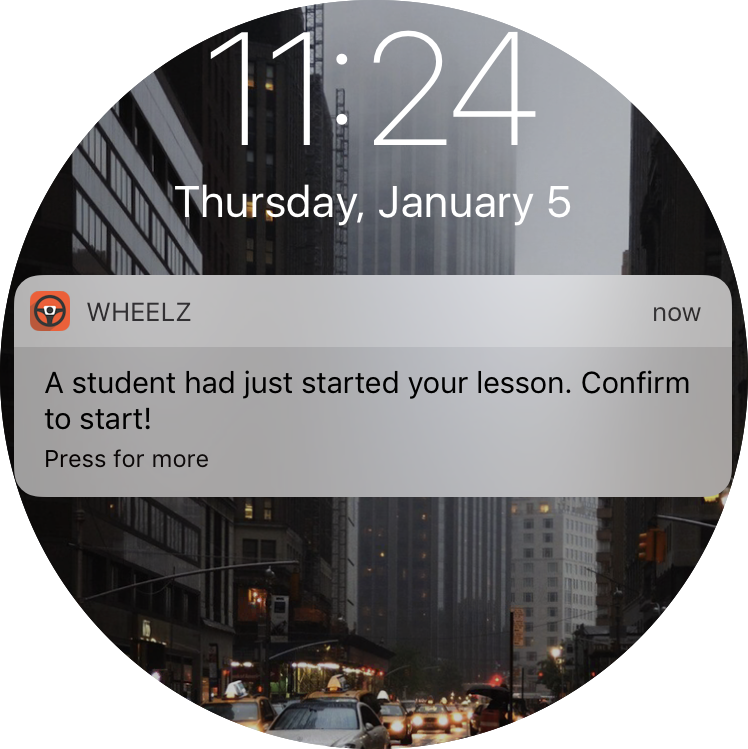 11:24
Thursday, January 5
WHEELZ now
A student had just started your lesson. Confirm
to start!
Press for more